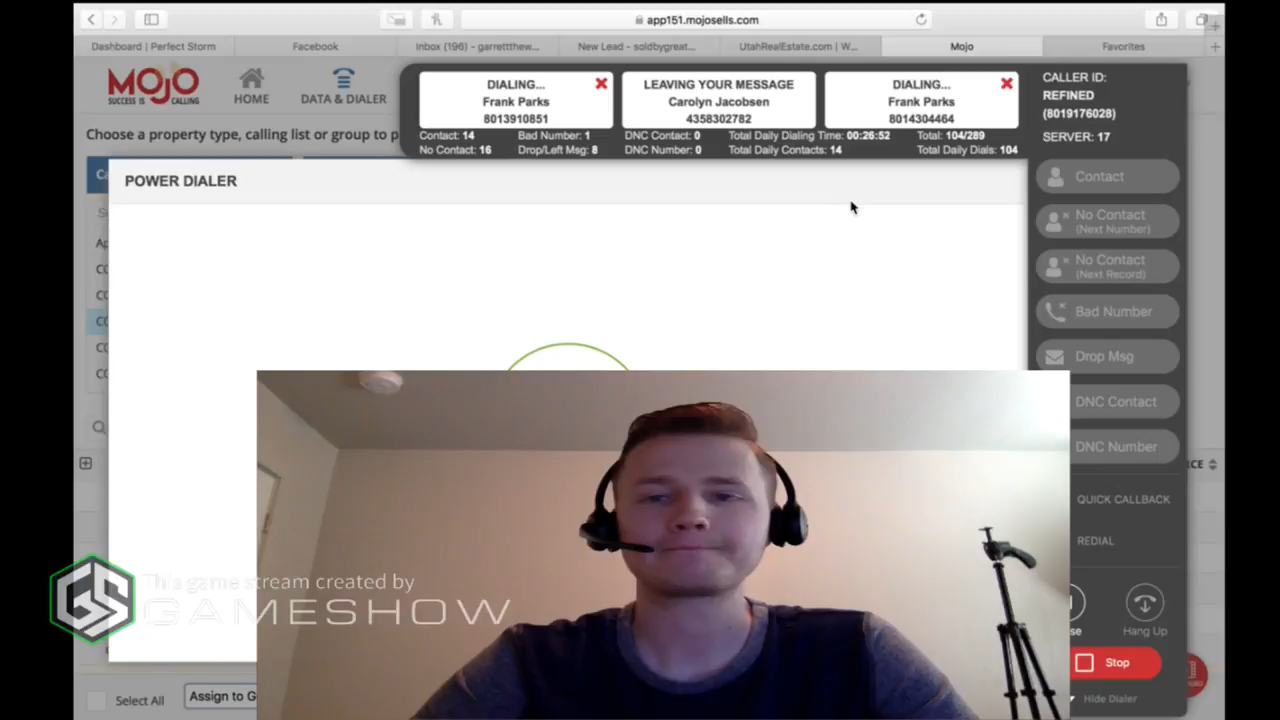 app151.mojosells.com
Dashboard | Perfect Storm
Facebook
Inbox (196) – garrettthew...
New Lead - soldbygreat...
UtahRealEstate.com | W...
Mojo
Favorites
MOJO
SUCCESS IS CALLING
HOME
DATA & DIALER
DIALING...
Frank Parks
8013910851
LEAVING YOUR MESSAGE
Carolyn Jacobsen
4358302782
DIALING...
Frank Parks
8014304464
CALLER ID:
REFINED
(8019176028)
SERVER: 17
Contact: 14 Bad Number: 1 DNC Contact: 0 Total Daily Dialing Time: 00:26:52 Total: 104/289
No Contact: 16 Drop/Left Msg: 8 DNC Number: 0 Total Daily Contacts: 14 Total Daily Dials: 104
Choose a property type, calling list or group to p
POWER DIALER
Contact
No Contact
(Next Number)
No Contact
(Next Record)
Bad Number
Drop Msg
DNC Contact
DNC Number
QUICK CALLBACK
REDIAL
Hang Up
Stop
Hide Dialer
This game stream created by
GAMESHOW
GS
Select All
Assign to G